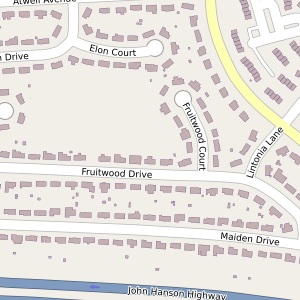 Atwell Avenue
Elon Court
Drive
Fruitwood Court
Lintonia Lane
Fruitwood Drive
Maiden Drive
John Hanson Highway